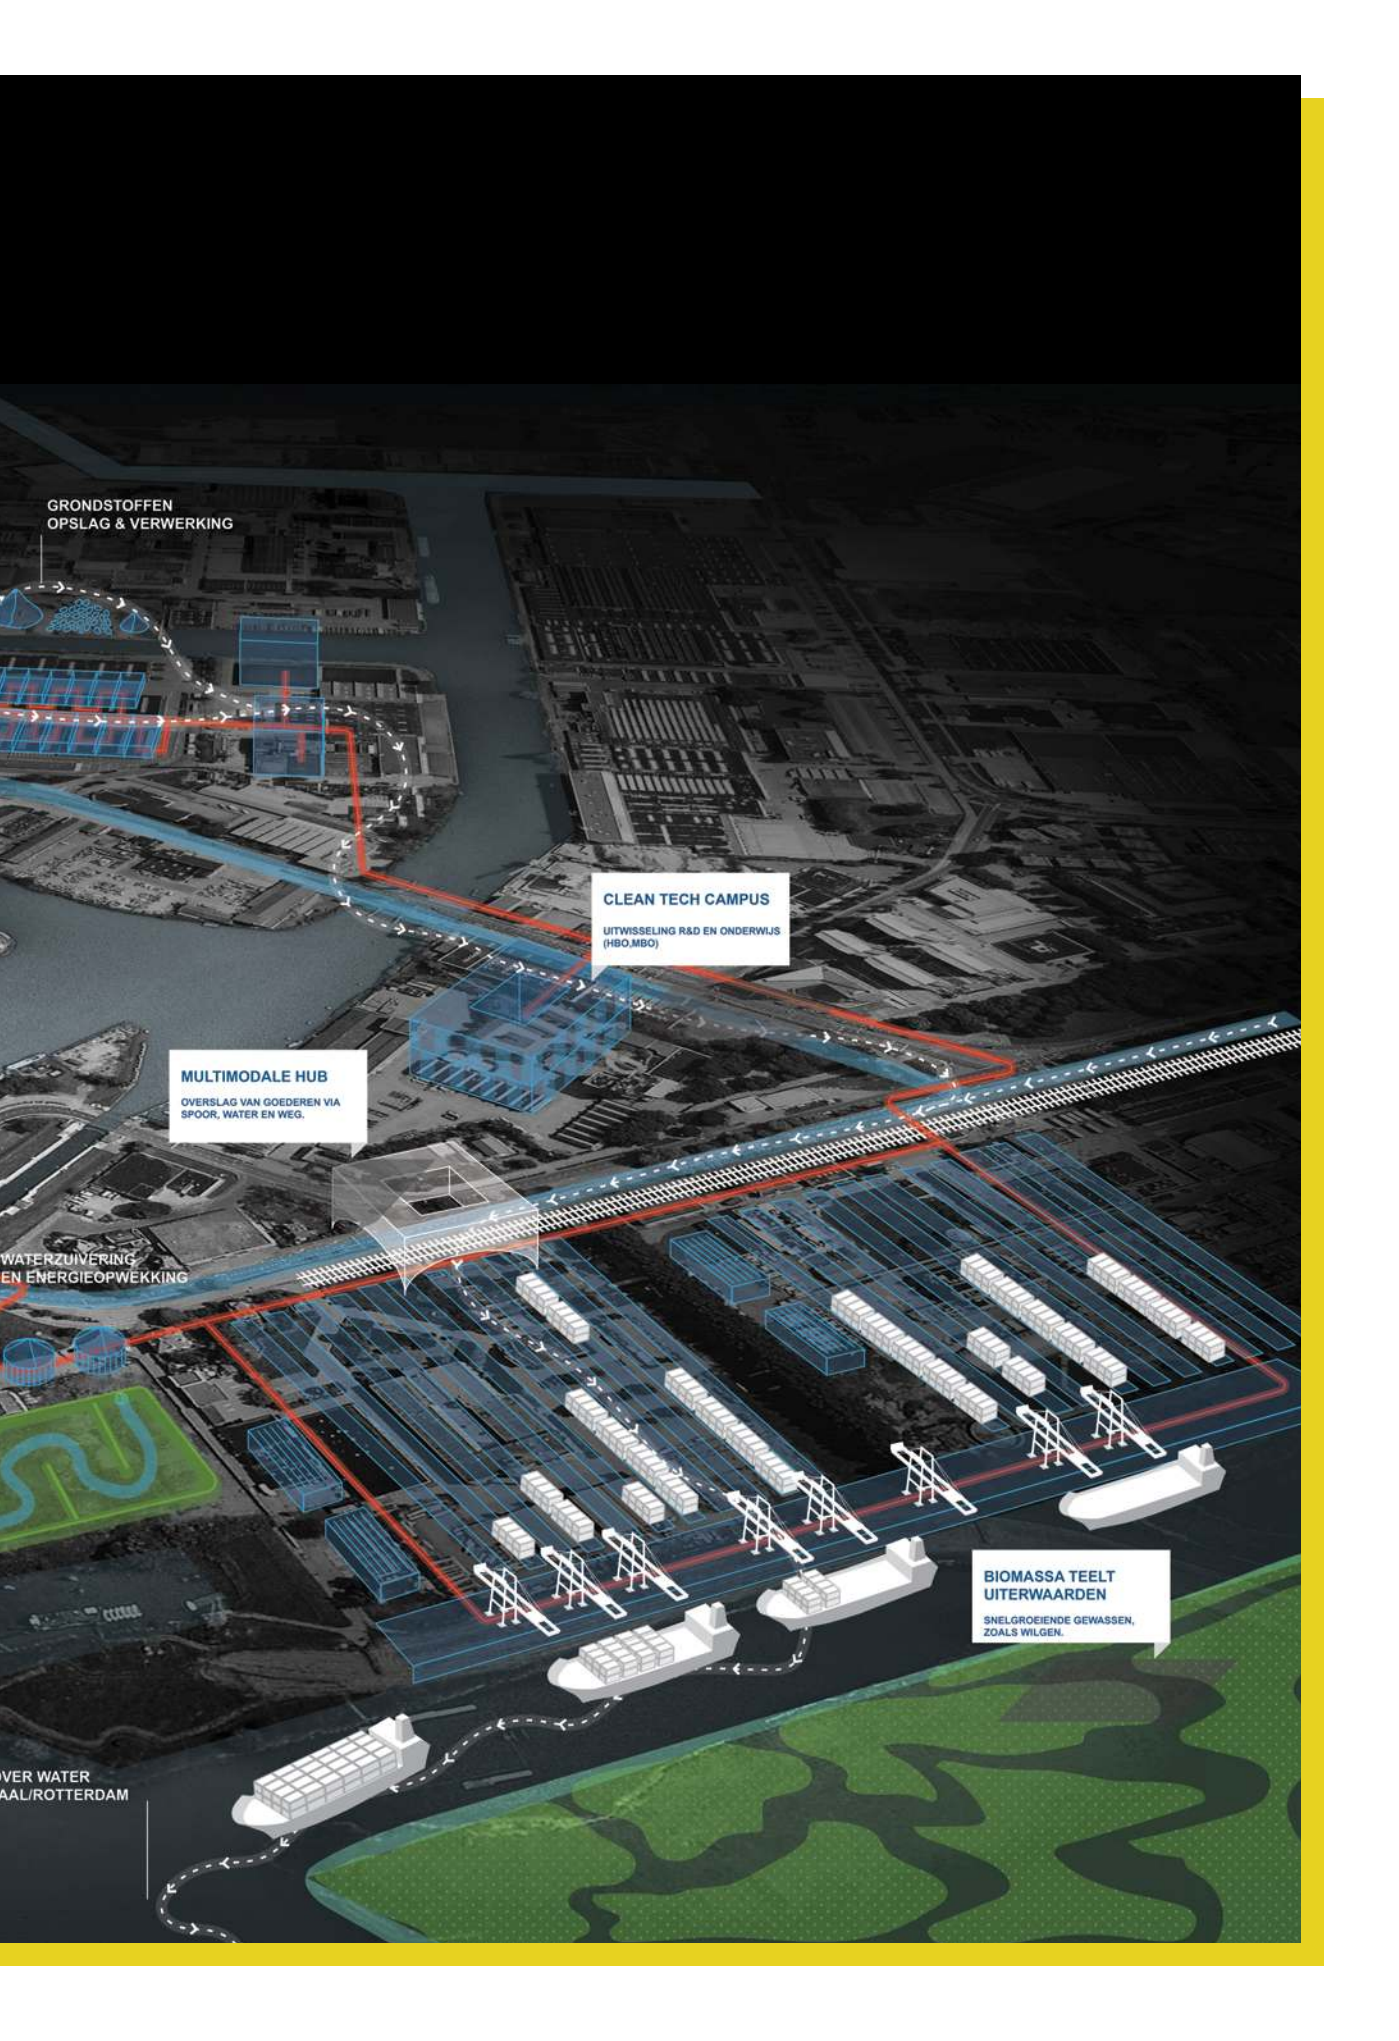 GRONDSTOFFEN
OPSLAG & VERWERKING
CLEAN TECH CAMPUS
UITWISSELING R&D EN ONDERWIJS
(HBO,MBO)
MULTIMODALE HUB
OVERSLAG VAN GOEDEREN VIA
SPOOR, WATER EN WEG.
WATERZUIVERING
EN ENERGIEOPWEKKING
BIOMASSA TEELT
UITERWAARDEN
SNELGROEIENDE GEWASSEN,
ZOALS WILGEN.
OVER WATER
AAL/ROTTERDAM